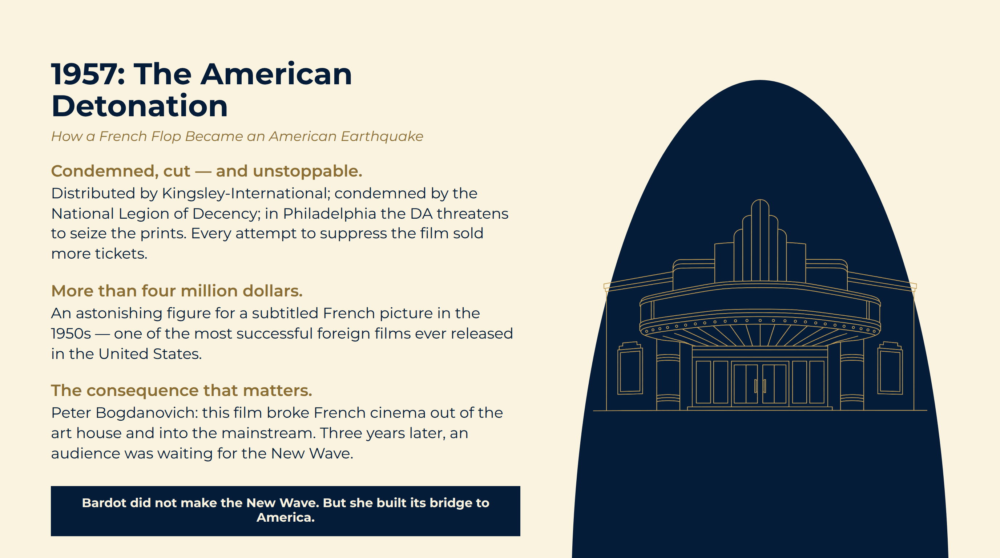 1957: The American
Detonation
How a French Flop Became an American Earthquake
Condemned, cut — and unstoppable.
Distributed by Kingsley-International; condemned by the
National Legion of Decency; in Philadelphia the DA threatens
to seize the prints. Every attempt to suppress the film sold
more tickets.
More than four million dollars.
An astonishing figure for a subtitled French picture in the
1950s — one of the most successful foreign films ever released
in the United States.
The consequence that matters.
Peter Bogdanovich: this film broke French cinema out of the
art house and into the mainstream. Three years later, an
audience was waiting for the New Wave.
Bardot did not make the New Wave. But she built its bridge to
America.